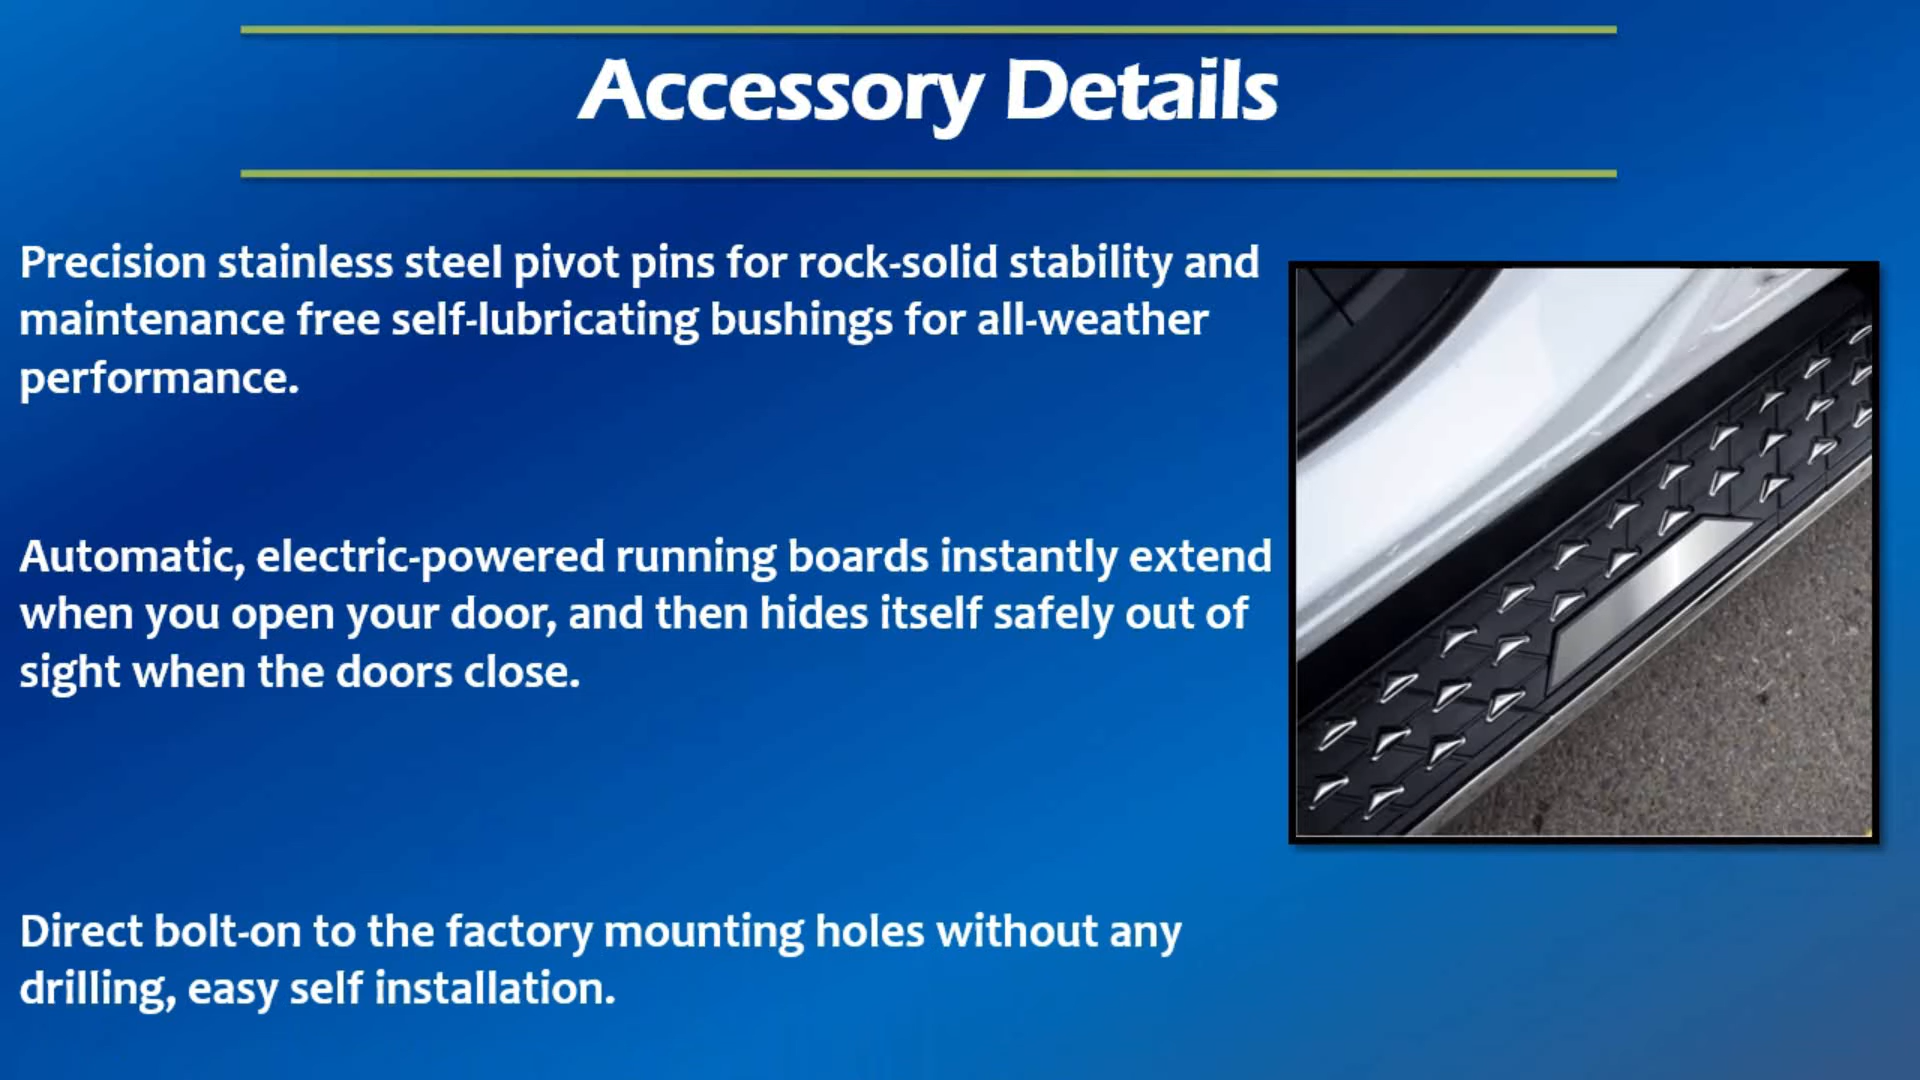 Accessory Details
Precision stainless steel pivot pins for rock-solid stability and
maintenance free self-lubricating bushings for all-weather
performance.
Automatic, electric-powered running boards instantly extend
when you open your door, and then hides itself safely out of
sight when the doors close.
Direct bolt-on to the factory mounting holes without any
drilling, easy self installation.